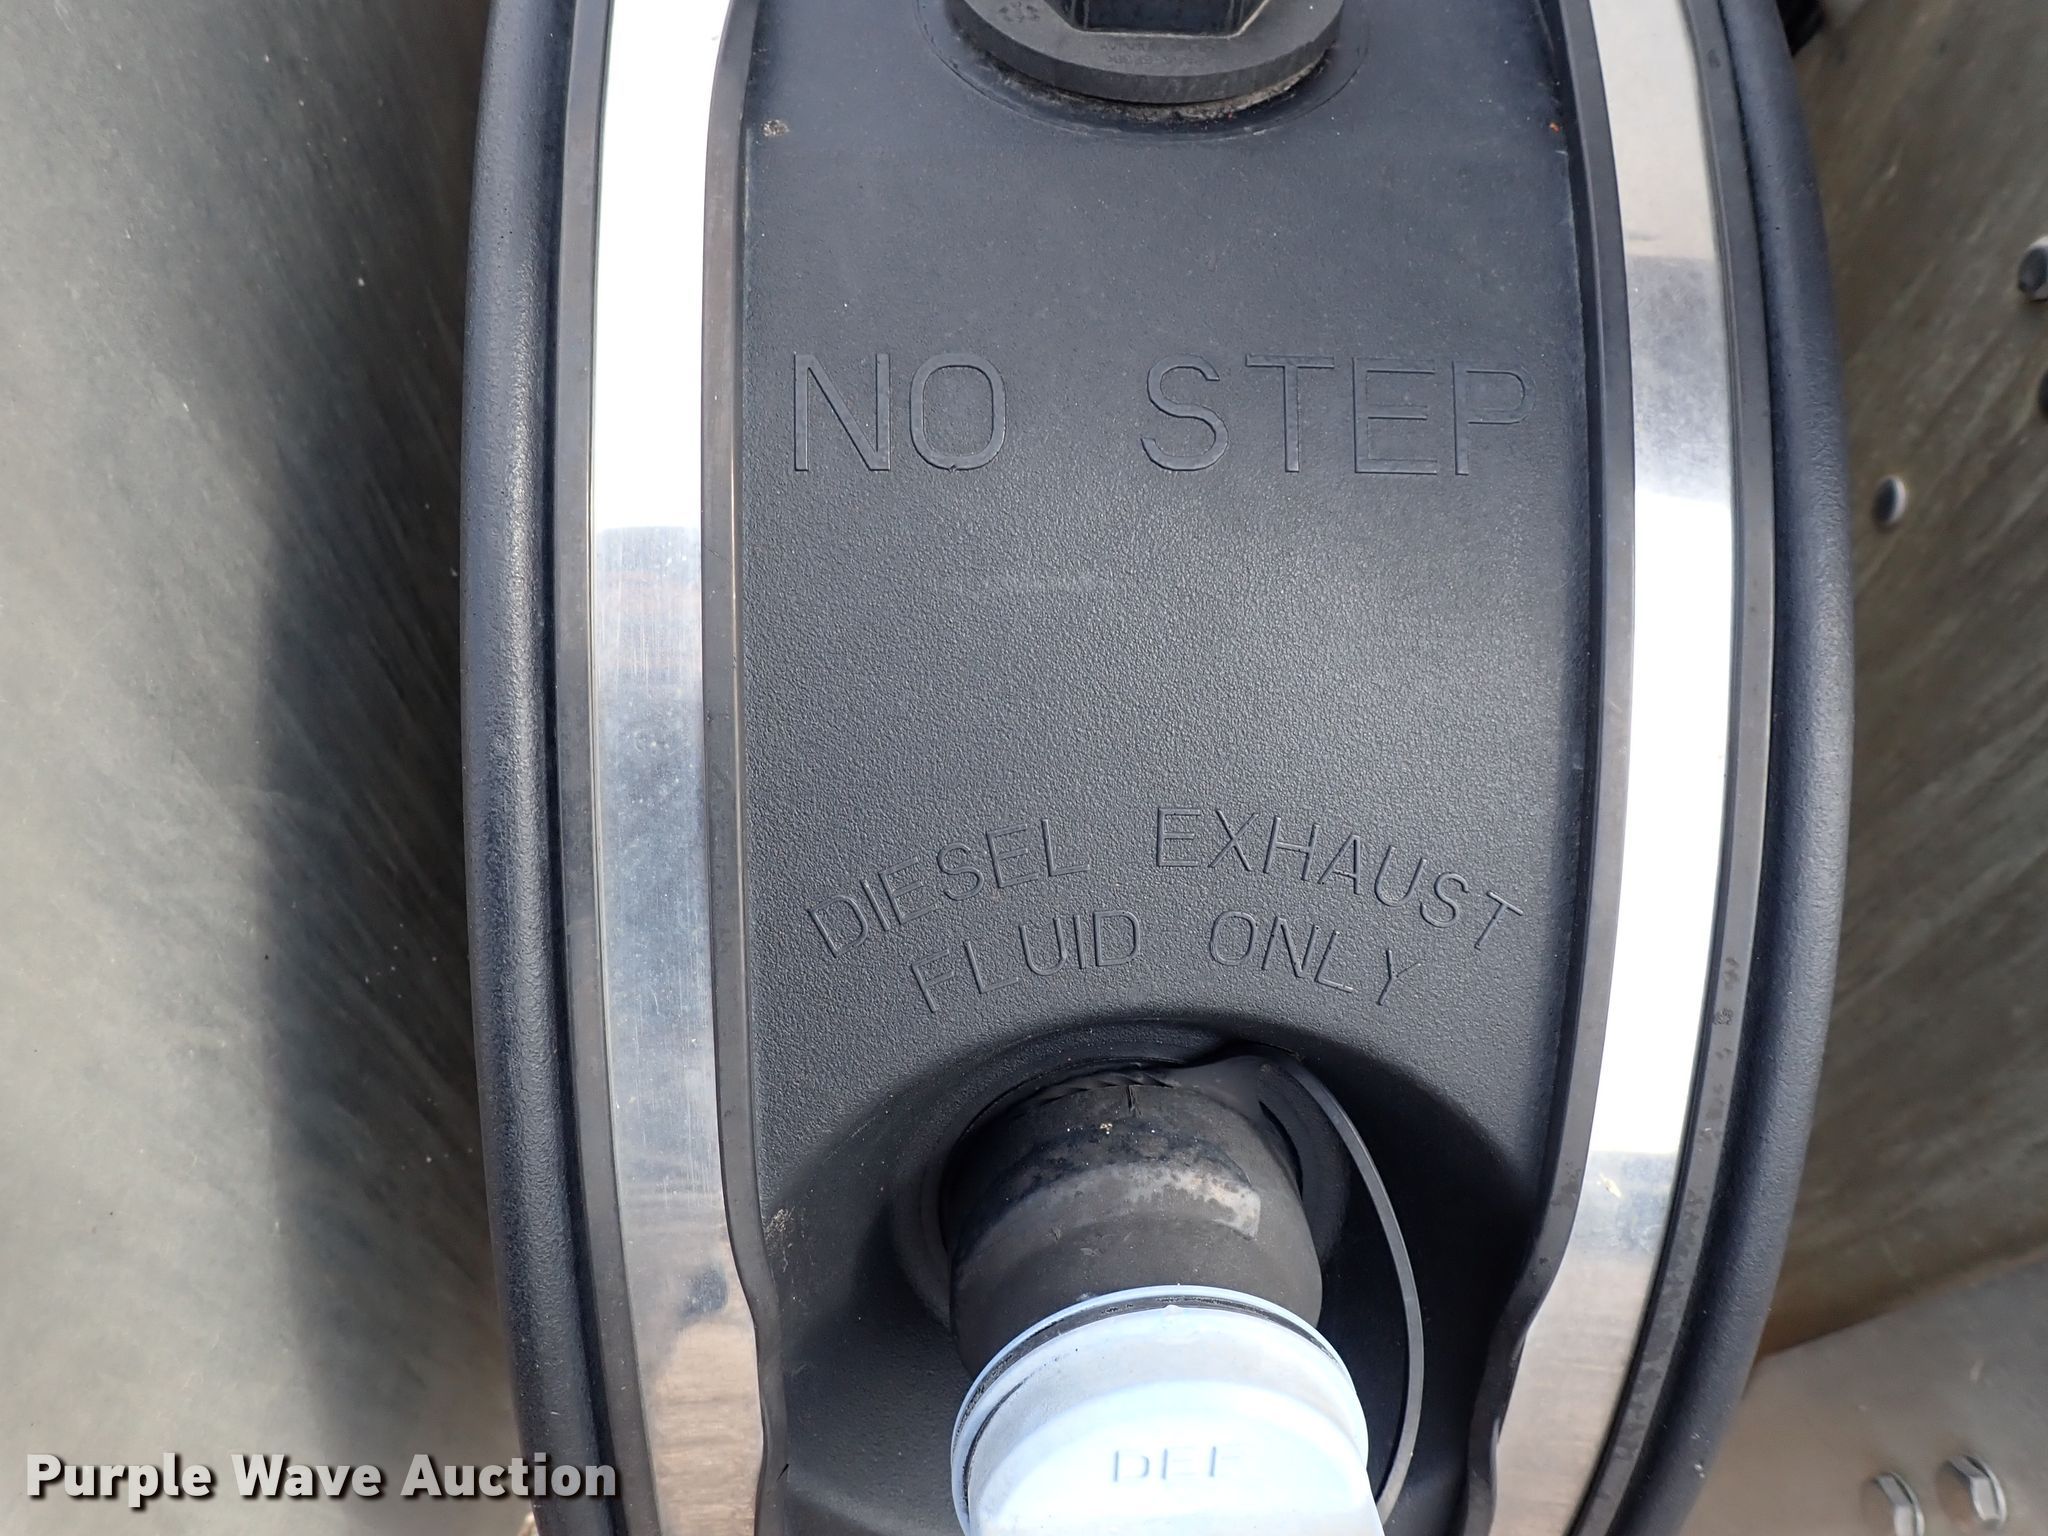 NO STEP
DIESEL EXHAUST
FLUID ONLY
DEF
Purple Wave Auction